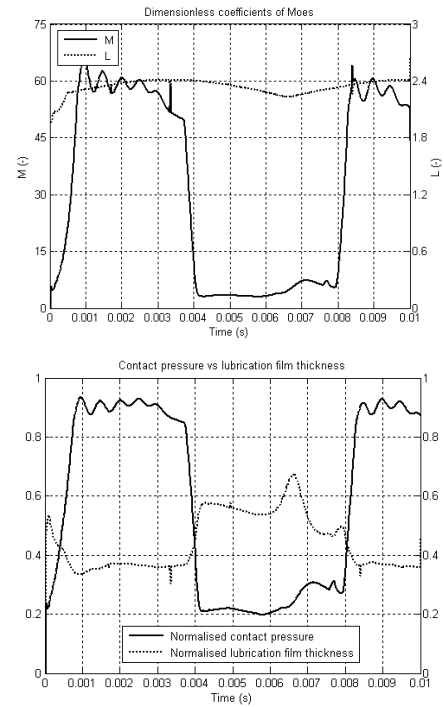 Dimensionless coefficients of Moes
75
60
45
30
15
0
M (-)
M
L
3
2.4
1.8
1.2
0.6
0
L (-)
0 0.001 0.002 0.003 0.004 0.005 0.006 0.007 0.008 0.009 0.01
Time (s)
Contact pressure vs lubrication film thickness
1
0.8
0.6
0.4
0.2
0
1
0.8
0.6
0.4
0.2
0
Normalised contact pressure
Normalised lubrication film thickness
0 0.001 0.002 0.003 0.004 0.005 0.006 0.007 0.008 0.009 0.01
Time (s)